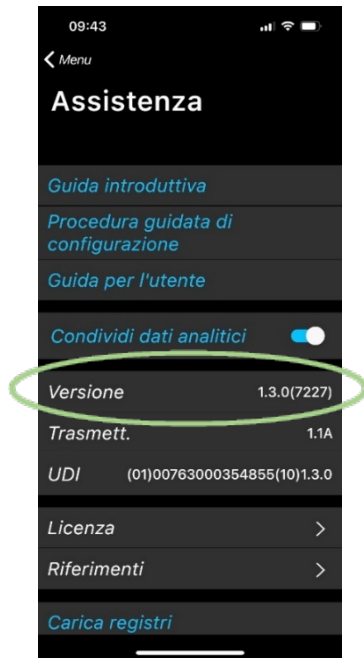 09:43
Menu
Assistenza
Guida introduttiva
Procedura guidata di
configurazione
Guida per l'utente
Condividi dati analitici
Versione 1.3.0(7227)
Trasmett. 1.1A
UDI (01)00763000354855(10)1.3.0
Licenza
Riferimenti
Carica registri